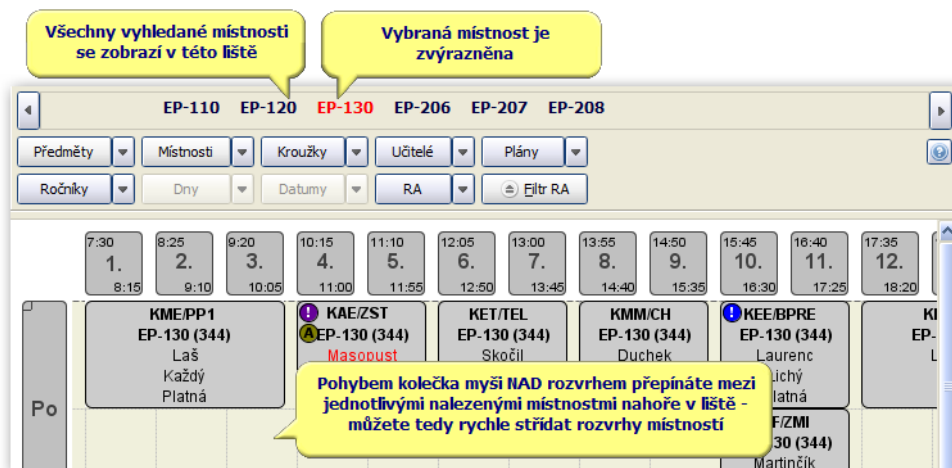 Všechny vyhledané místnosti
se zobrazí v této liště
Vybraná místnost je
zvýrazněna
EP-110 EP-120 EP-130 EP-206 EP-207 EP-208
Předměty Místnosti Kroužky Učitelé Plány
Ročníky Dny Datumy RA Filtr RA
7:30 8:25 9:20 10:15 11:10 12:05 13:00 13:55 14:50 15:45 16:40 17:35
1. 2. 3. 4. 5. 6. 7. 8. 9. 10. 11. 12.
8:15 9:10 10:05 11:00 11:55 12:50 13:45 14:40 15:35 16:30 17:25 18:20
Po
KME/PP1
EP-130 (344)
Laš
Každý
Platná
! KAE/ZST
A EP-130 (344)
Masopust
KET/TEL
EP-130 (344)
Skočil
KMM/CH
EP-130 (344)
Duchek
! KEE/BPRE
EP-130 (344)
Laurenc
Lichý
latná
F/ZMI
30 (344)
Martinčík
EP-
Pohybem kolečka myši NAD rozvrhem přepínáte mezi
jednotlivými nalezenými místnostmi nahoře v liště -
můžete tedy rychle střídat rozvrhy místností